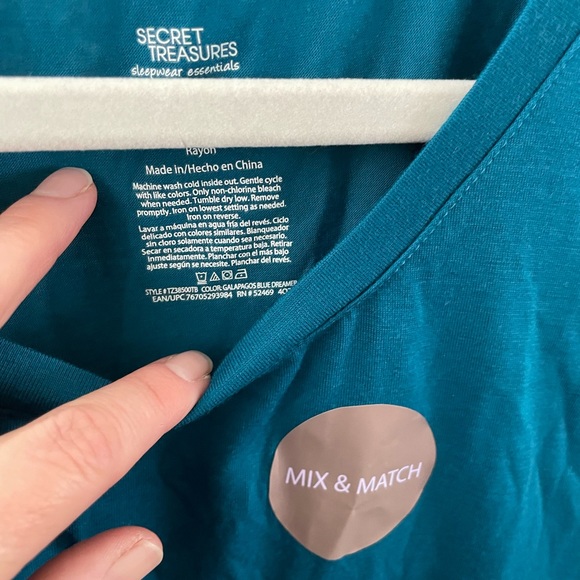 SECRET
TREASURES
sleepwear essentials
Rayon
Made in/Hecho en China
Machine wash cold inside out. Gentle cycle
with like colors. Only non-chlorine bleach
when needed. Tumble dry low. Remove
promptly. Iron on lowest setting as needed.
Iron on reverse.
Lavar a máquina en agua fría del revés. Ciclo
delicado con colores similares. Blanqueador
sin cloro solamente cuando sea necesario.
Secar en secadora a temperatura baja. Retirar
inmediatamente. Planchar con el más bajo
ajuste según se necesite. Planchar del revés.
STYLE # TZ38500TB COLOR: GALAPAGOS BLUE DREAMER
EAN/UPC 76705293984 RN # 52469
MIX & MATCH